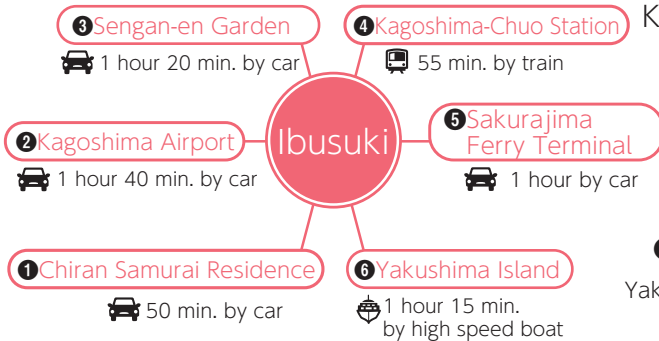 ❸Sengan-en Garden
1 hour 20 min. by car
❹Kagoshima-Chuo Station
55 min. by train
K
❷Kagoshima Airport
1 hour 40 min. by car
Ibusuki
❺Sakurajima
Ferry Terminal
1 hour by car
❶Chiran Samurai Residence
50 min. by car
❻Yakushima Island
1 hour 15 min.
by high speed boat
Yak